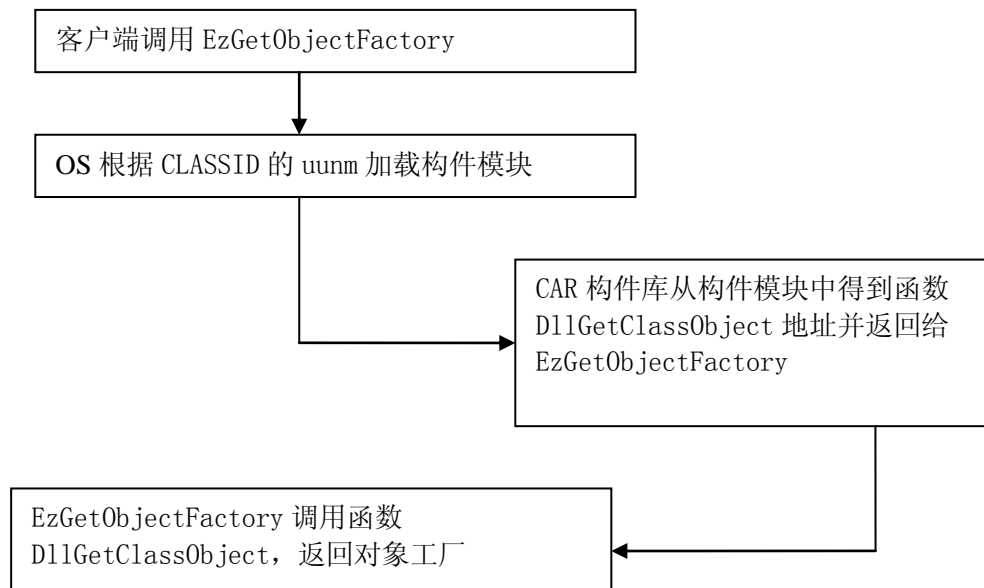 客户端调用 EzGetObjectFactory
OS 根据 CLASSID 的 uunm 加载构件模块
CAR 构件库从构件模块中得到函数
DllGetClassObject 地址并返回给
EzGetObjectFactory
EzGetObjectFactory 调用函数
DllGetClassObject，返回对象工厂